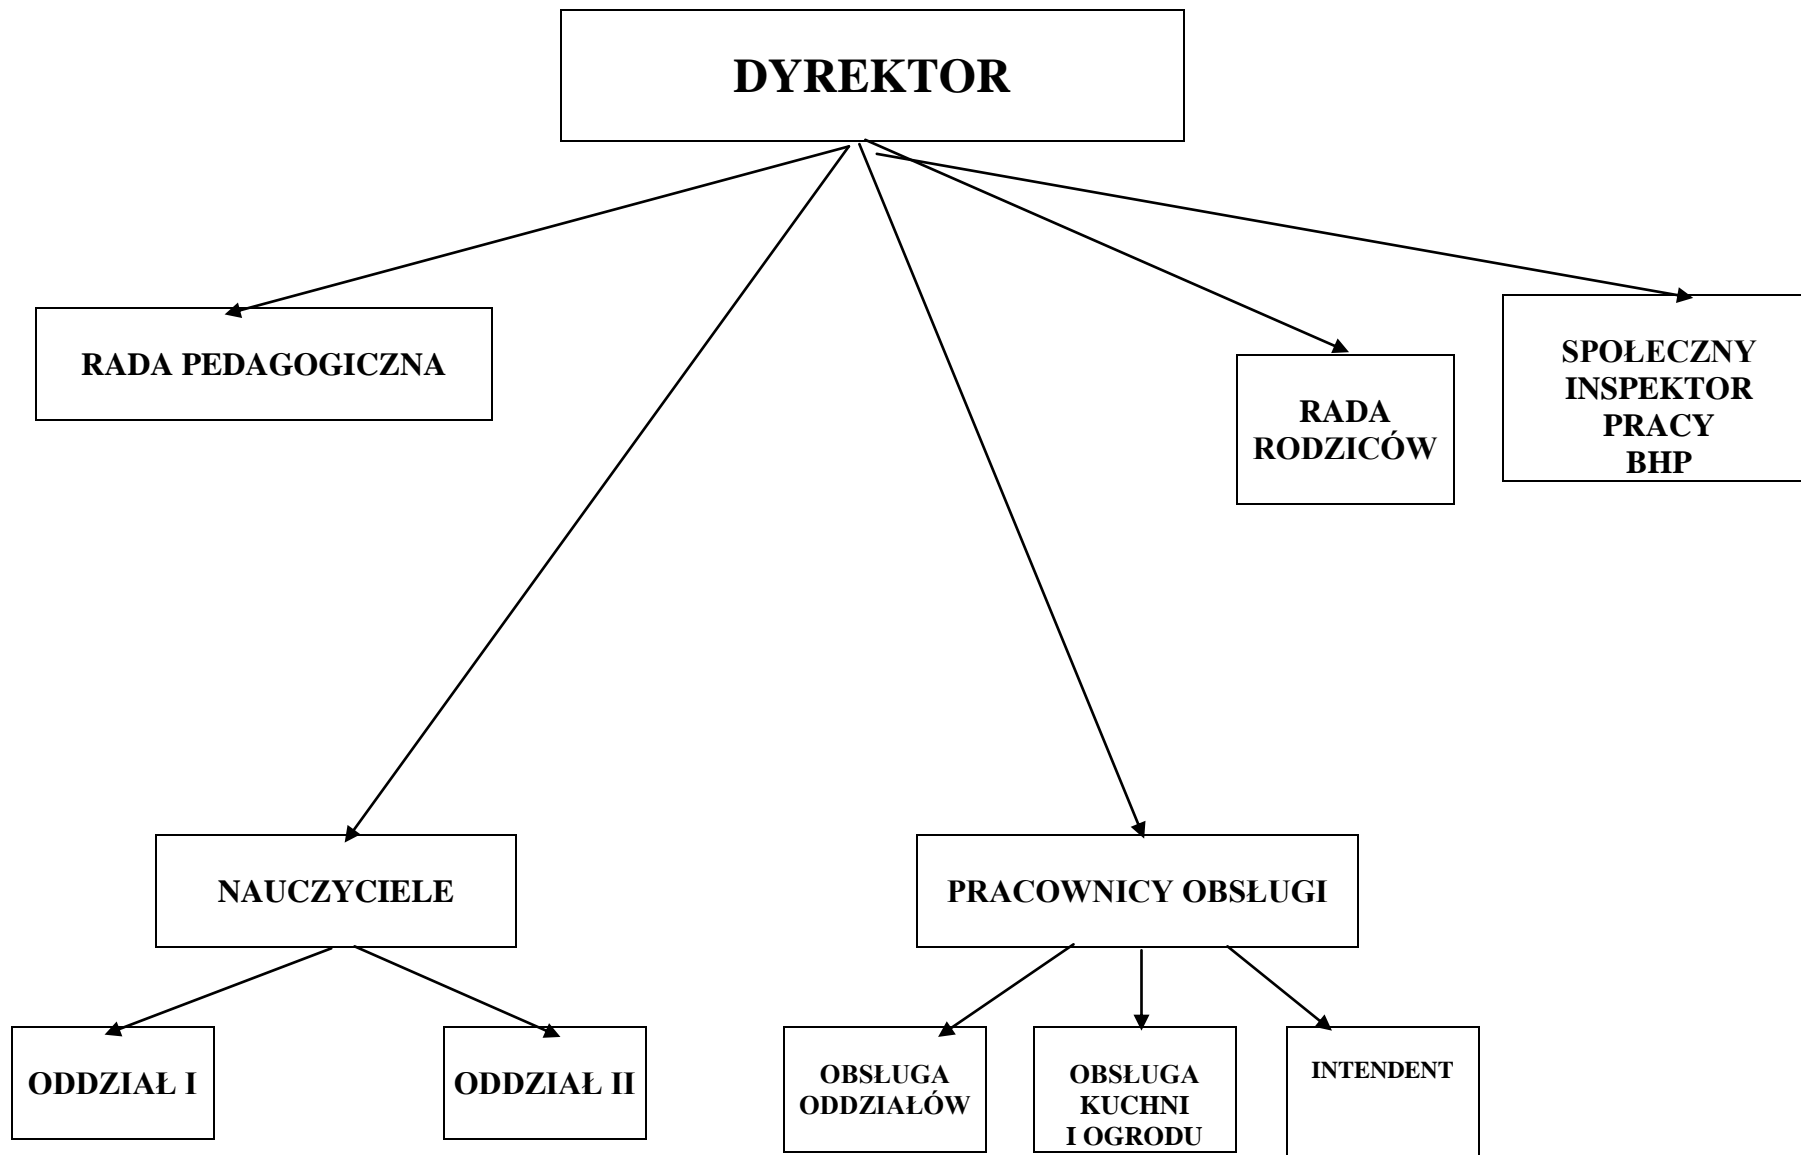 DYREKTOR
RADA PEDAGOGICZNA
RADA
RODZICÓW
SPOŁECZNY
INSPEKTOR
PRACY
BHP
NAUCZYCIELE
PRACOWNICY OBSŁUGI
ODDZIAŁ I
ODDZIAŁ II
OBSŁUGA
ODDZIAŁÓW
OBSŁUGA
KUCHNI
I OGRODU
INTENDENT